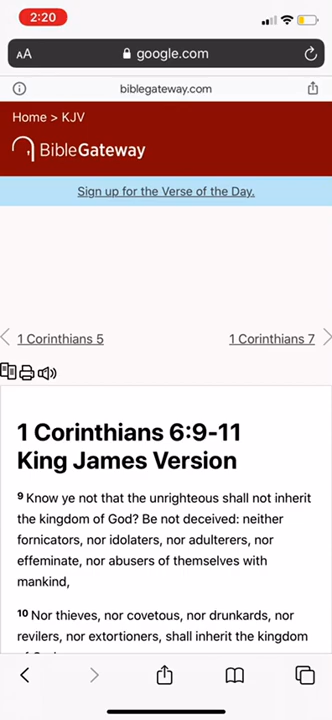 2:20
AA
google.com
biblegateway.com
Home > KJV
BibleGateway
Sign up for the Verse of the Day.
1 Corinthians 5
1 Corinthians 7
1 Corinthians 6:9-11
King James Version
9 Know ye not that the unrighteous shall not inherit
the kingdom of God? Be not deceived: neither
fornicators, nor idolaters, nor adulterers, nor
effeminate, nor abusers of themselves with
mankind,
10 Nor thieves, nor covetous, nor drunkards, nor
revilers, nor extortioners, shall inherit the kingdom